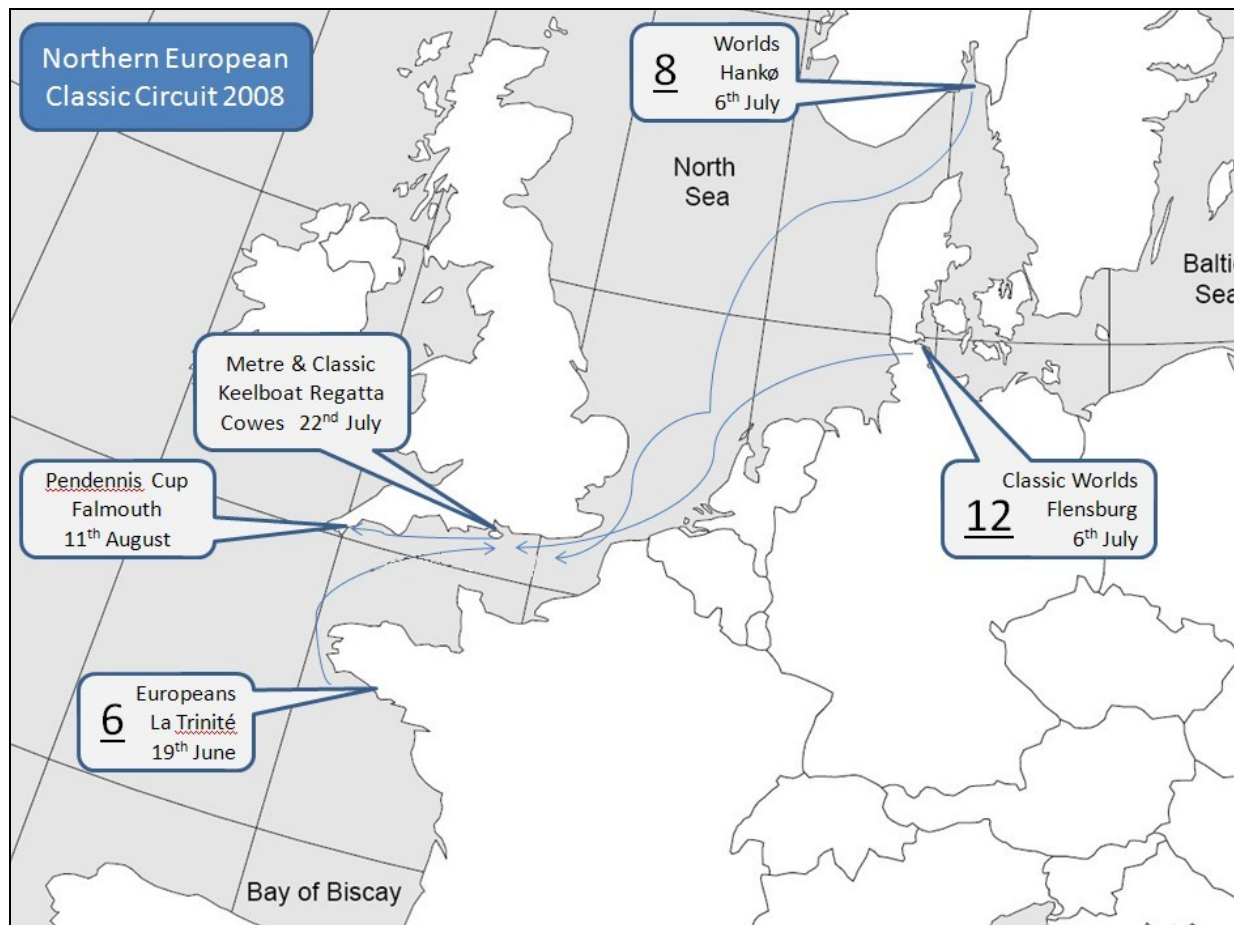 Northern European
Classic Circuit 2008
8
Worlds
Hankø
6th July
North
Sea
Baltic
Sea
Metre & Classic
Keelboat Regatta
Cowes 22nd July
Pendennis Cup
Falmouth
11th August
12
Classic Worlds
Flensburg
6th July
6
Europeans
La Trinité
19th June
Bay of Biscay